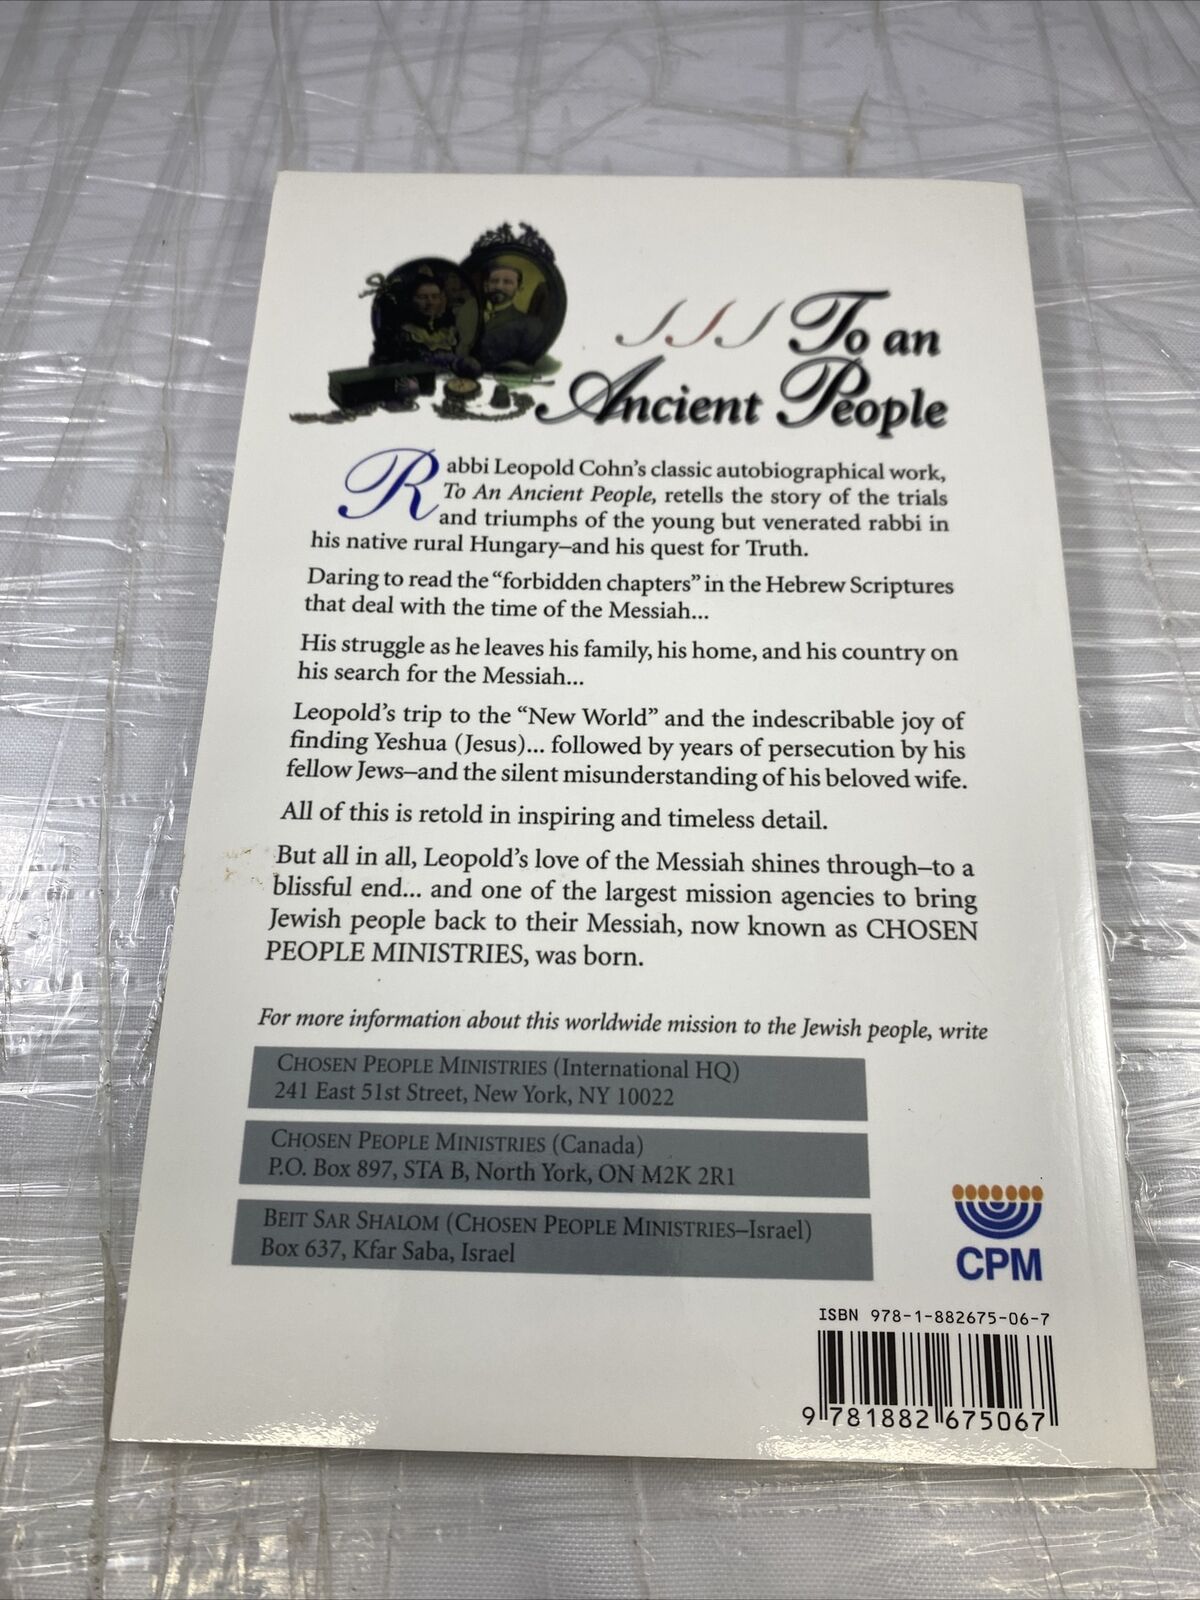 To an
Ancient People
Rabbi Leopold Cohn's classic autobiographical work,
To An Ancient People, retells the story of the trials
and triumphs of the young but venerated rabbi in
his native rural Hungary–and his quest for Truth.
Daring to read the "forbidden chapters" in the Hebrew Scriptures
that deal with the time of the Messiah...
His struggle as he leaves his family, his home, and his country on
his search for the Messiah...
Leopold's trip to the "New World" and the indescribable joy of
finding Yeshua (Jesus)... followed by years of persecution by his
fellow Jews–and the silent misunderstanding of his beloved wife.
All of this is retold in inspiring and timeless detail.
But all in all, Leopold's love of the Messiah shines through–to a
blissful end... and one of the largest mission agencies to bring
Jewish people back to their Messiah, now known as CHOSEN
PEOPLE MINISTRIES, was born.
For more information about this worldwide mission to the Jewish people, write
CHOSEN PEOPLE MINISTRIES (International HQ)
241 East 51st Street, New York, NY 10022
CHOSEN PEOPLE MINISTRIES (Canada)
P.O. Box 897, STA B, North York, ON M2K 2R1
BEIT SAR SHALOM (CHOSEN PEOPLE MINISTRIES–Israel)
Box 637, Kfar Saba, Israel
CPM
ISBN 978-1-882675-06-7
9 781882 675067